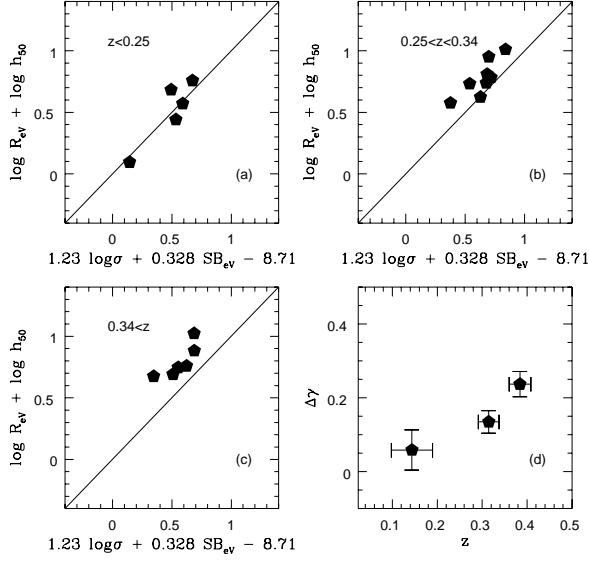 z<0.25
1
0.5
0
(a)
0 0.5 1
log R_eV + log h_50
1.23 logσ + 0.328 SB_eV − 8.71
0.25<z<0.34
1
0.5
0
(b)
0 0.5 1
log R_eV + log h_50
1.23 logσ + 0.328 SB_eV − 8.71
0.34<z
1
0.5
0
(c)
0 0.5 1
log R_eV + log h_50
1.23 logσ + 0.328 SB_eV − 8.71
0.4
0.2
0
(d)
0.1 0.2 0.3 0.4 0.5
Δγ
z